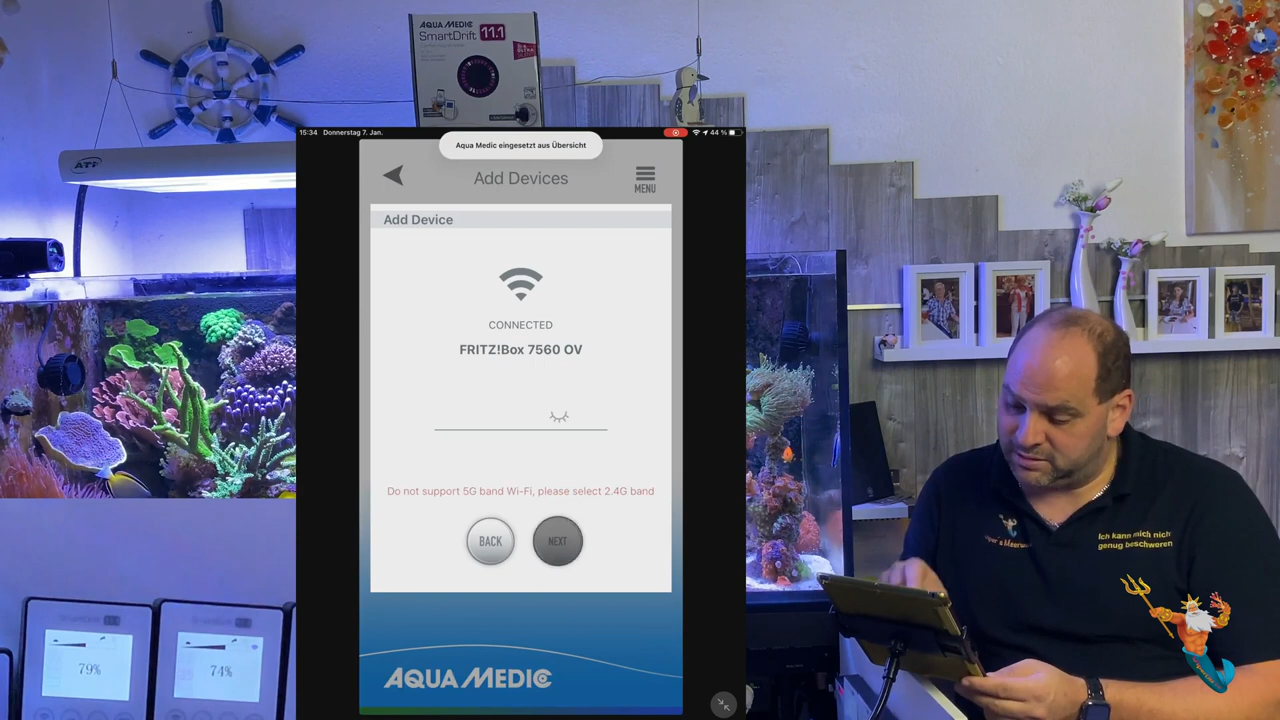 AQUA MEDIC
SmartDrift 11.1
ATI
15:34 Donnerstag 7. Jan.
44 %
Aqua Medic eingesetzt aus Übersicht
Add Devices
MENU
Add Device
CONNECTED
FRITZ!Box 7560 OV
Do not support 5G band Wi-Fi, please select 2.4G band
BACK
NEXT
AQUA MEDIC
79%
74%
Ich kann mich nicht
genug beschweren